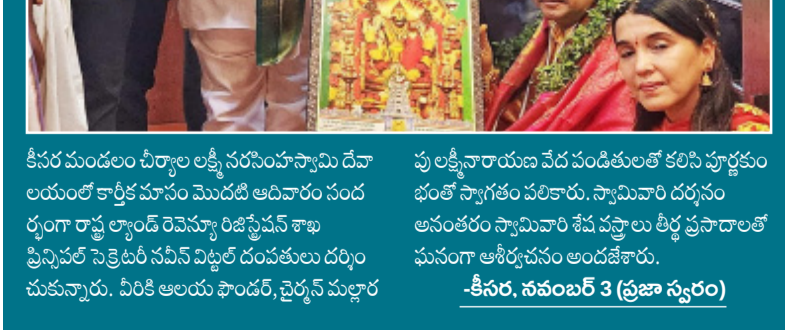 కీసర మండలం చీర్యాల లక్ష్మీ నరసింహస్వామి దేవా
లయంలో కార్తీక మాసం మొదటి ఆదివారం సంద
ర్భంగా రాష్ట్ర ల్యాండ్ రెవెన్యూ రిజిస్ట్రేషన్ శాఖ
ప్రిన్సిపల్ సెక్రెటరీ నవీన్ విట్టల్ దంపతులు దర్శిం
చుకున్నారు. వీరికి ఆలయ ఫౌండర్, చైర్మన్ మల్లార
పు లక్ష్మీనారాయణ వేద పండితులతో కలిసి పూర్ణకుం
భంతో స్వాగతం పలికారు. స్వామివారి దర్శనం
అనంతరం స్వామివారి శేష వస్త్రాలు తీర్థ ప్రసాదాలతో
ఘనంగా ఆశీర్వచనం అందజేశారు.
-కీసర, నవంబర్ 3 (ప్రజా స్వరం)